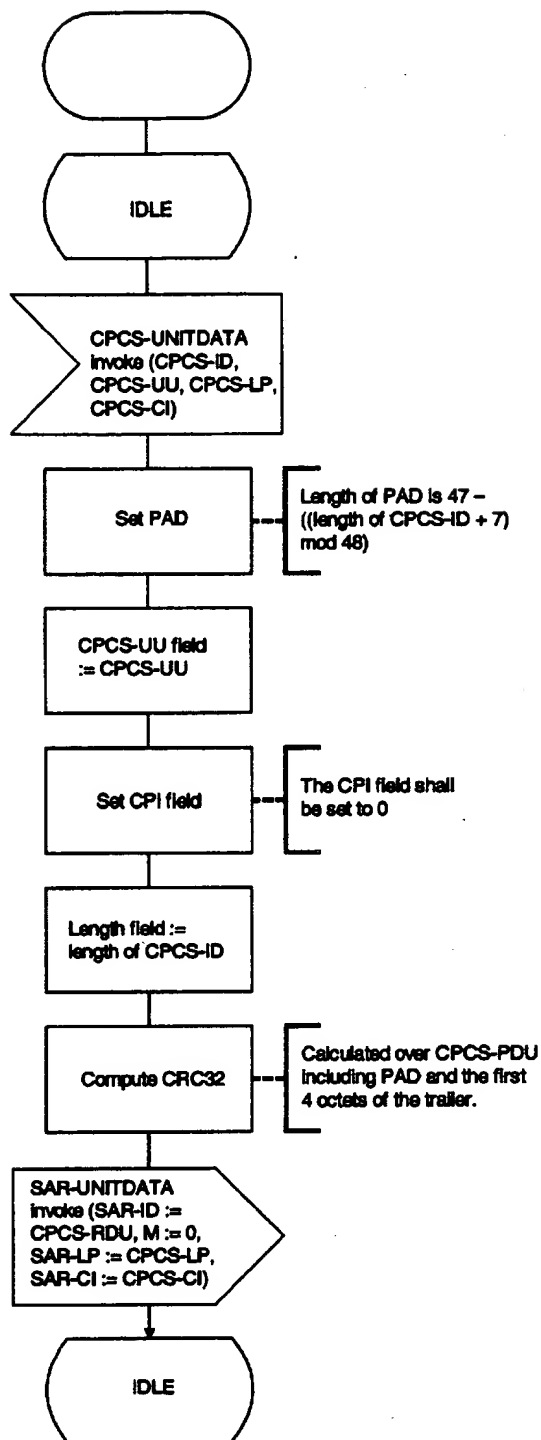 IDLE
CPCS-UNITDATA
invoke (CPCS-ID,
CPCS-UU, CPCS-LP,
CPCS-CI)
Set PAD
Length of PAD is 47 –
((length of CPCS-ID + 7)
mod 48)
CPCS-UU field
:= CPCS-UU
Set CPI field
The CPI field shall
be set to 0
Length field :=
length of CPCS-ID
Compute CRC32
Calculated over CPCS-PDU
including PAD and the first
4 octets of the trailer.
SAR-UNITDATA
invoke (SAR-ID :=
CPCS-RDU, M := 0,
SAR-LP := CPCS-LP,
SAR-CI := CPCS-CI)
IDLE